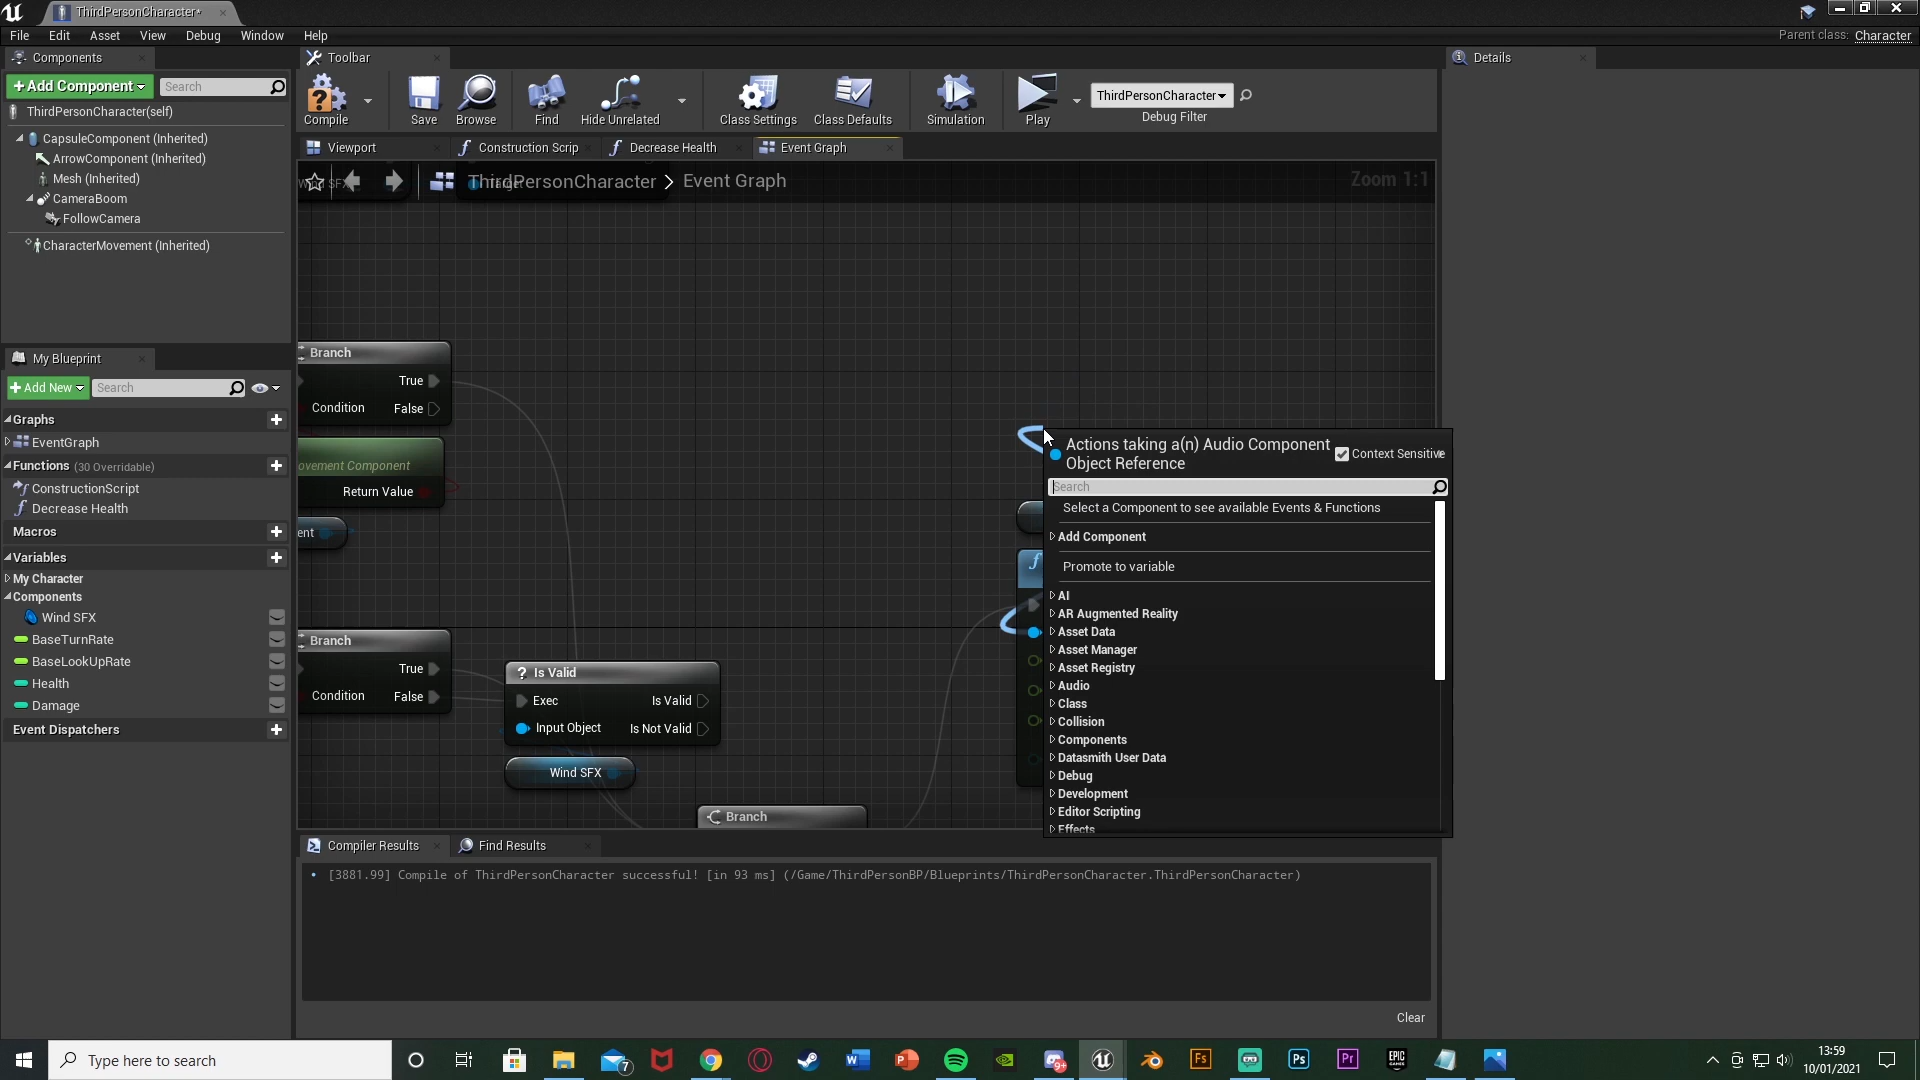 ThirdPersonCharacter*
File Edit Asset View Debug Window Help
Parent class: Character
Components
Toolbar
Details
+Add Component
Search
Compile
Save
Browse
Find
Hide Unrelated
Class Settings
Class Defaults
Simulation
Play
ThirdPersonCharacter
Debug Filter
ThirdPersonCharacter(self)
CapsuleComponent (Inherited)
ArrowComponent (Inherited)
Mesh (Inherited)
CameraBoom
FollowCamera
CharacterMovement (Inherited)
Viewport
Construction Scrip
Decrease Health
Event Graph
ThirdPersonCharacter > Event Graph
Zoom 1:1
My Blueprint
+Add New
Search
Graphs
EventGraph
Functions (30 Overridable)
ConstructionScript
Decrease Health
Macros
Variables
My Character
Components
Wind SFX
BaseTurnRate
BaseLookUpRate
Health
Damage
Event Dispatchers
Branch
True
Condition
False
ovement Component
Return Value
ent
Branch
True
Condition
False
? Is Valid
Exec
Is Valid
Input Object
Is Not Valid
Wind SFX
Branch
f
Actions taking a(n) Audio Component
Object Reference
Context Sensitive
Search
Select a Component to see available Events & Functions
Add Component
Promote to variable
AI
AR Augmented Reality
Asset Data
Asset Manager
Asset Registry
Audio
Class
Collision
Components
Datasmith User Data
Debug
Development
Editor Scripting
Effects
Compiler Results
Find Results
[3881.99] Compile of ThirdPersonCharacter successful! [in 93 ms] (/Game/ThirdPersonBP/Blueprints/ThirdPersonCharacter.ThirdPersonCharacter)
Clear
Type here to search
13:59
10/01/2021